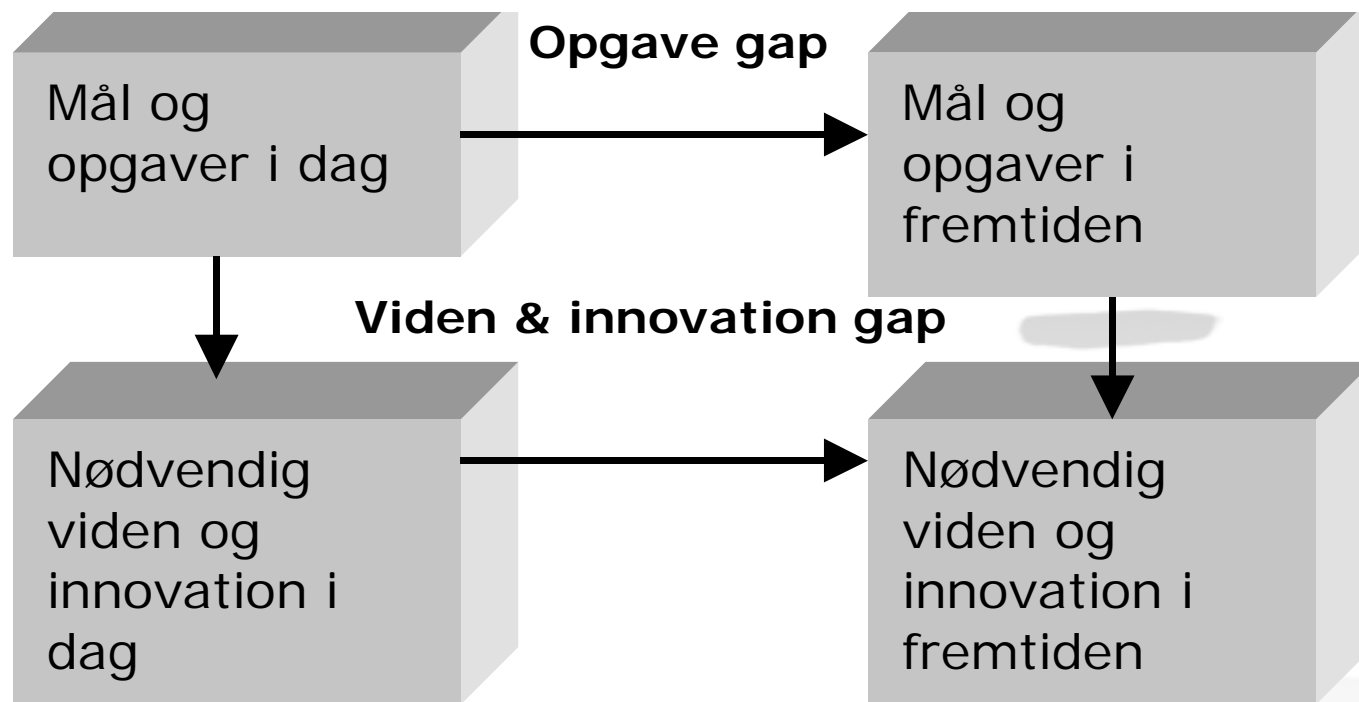 Opgave gap
Mål og
opgaver i dag
Mål og
opgaver i
fremtiden
Viden & innovation gap
Nødvendig
viden og
innovation i
dag
Nødvendig
viden og
innovation i
fremtiden